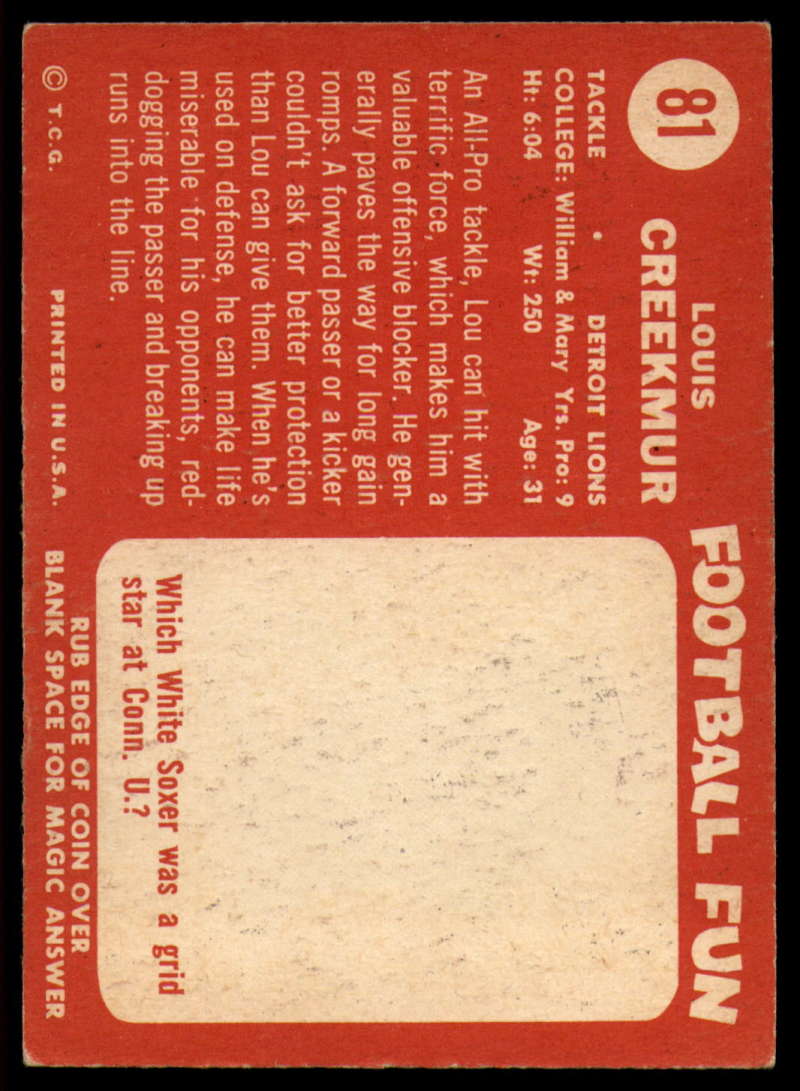 81
LOUIS
CREEKMUR
TACKLE • DETROIT LIONS
COLLEGE: William & Mary Yrs. Pro: 9
Ht: 6:04 Wt: 250 Age: 31
An All-Pro tackle, Lou can hit with
terrific force, which makes him a
valuable offensive blocker. He gen-
erally paves the way for long gain
romps. A forward passer or a kicker
couldn't ask for better protection
than Lou can give them. When he's
used on defense, he can make life
miserable for his opponents, red-
dogging the passer and breaking up
runs into the line.
© T.C.G. PRINTED IN U.S.A.
FOOTBALL FUN
Which White Soxer was a grid
star at Conn. U.?
RUB EDGE OF COIN OVER
BLANK SPACE FOR MAGIC ANSWER